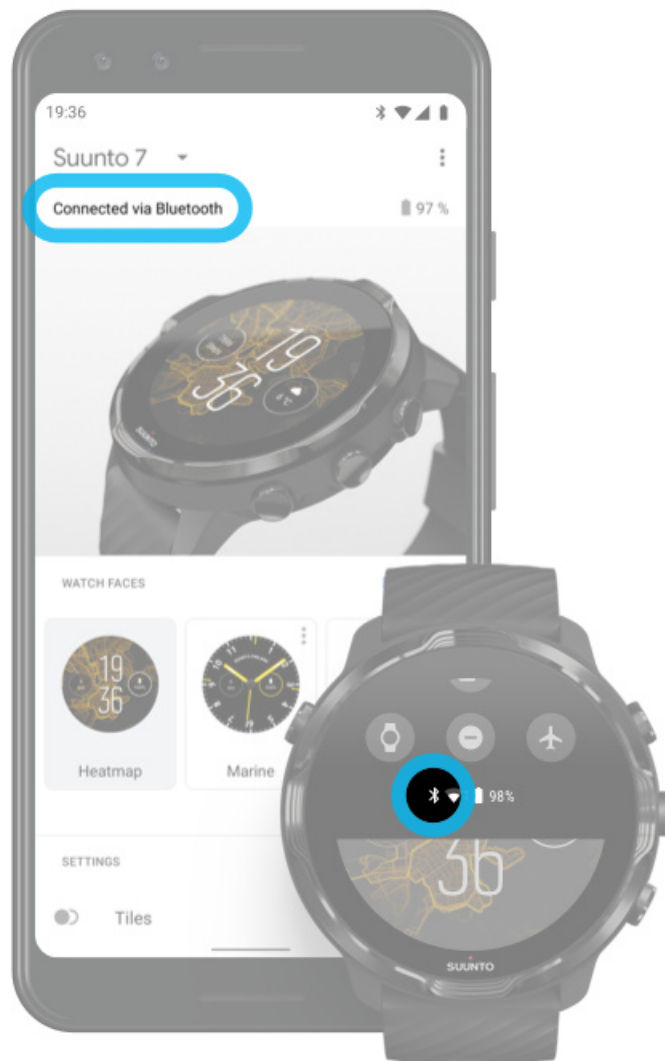 19:36
Suunto 7
Connected via Bluetooth
97 %
19
36
SUUNTO
WATCH FACES
19
36
Heatmap
Marine
98%
36
SUUNTO
SETTINGS
Tiles